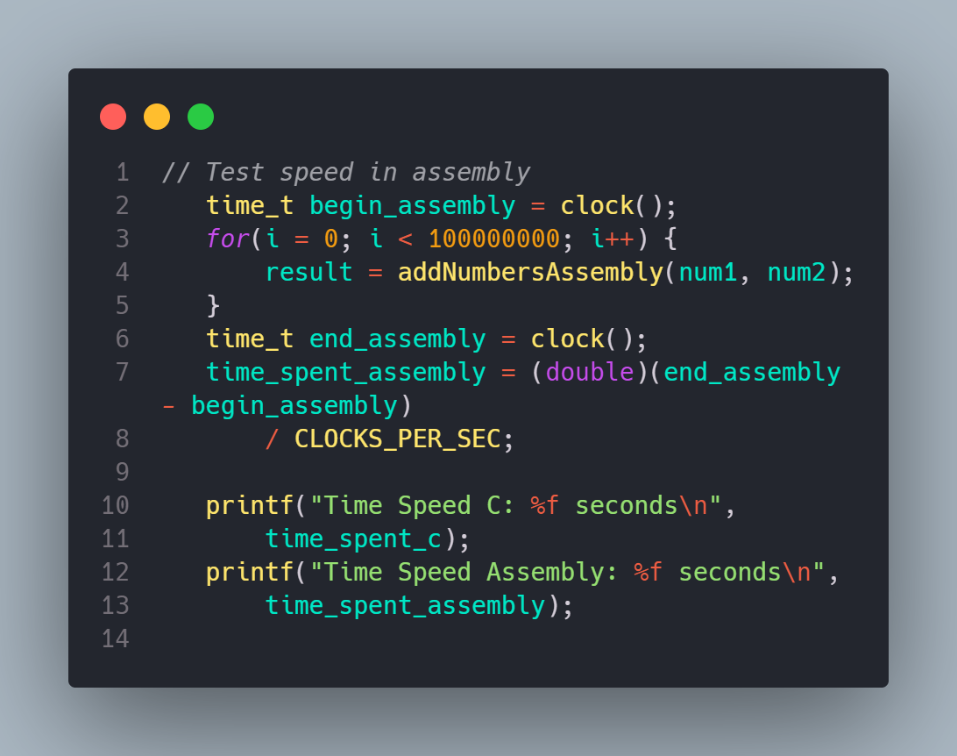 1 // Test speed in assembly
2 time_t begin_assembly = clock();
3 for(i = 0; i < 100000000; i++) {
4 result = addNumbersAssembly(num1, num2);
5 }
6 time_t end_assembly = clock();
7 time_spent_assembly = (double)(end_assembly
- begin_assembly)
8 / CLOCKS_PER_SEC;
9
10 printf("Time Speed C: %f seconds\n",
11 time_spent_c);
12 printf("Time Speed Assembly: %f seconds\n",
13 time_spent_assembly);
14